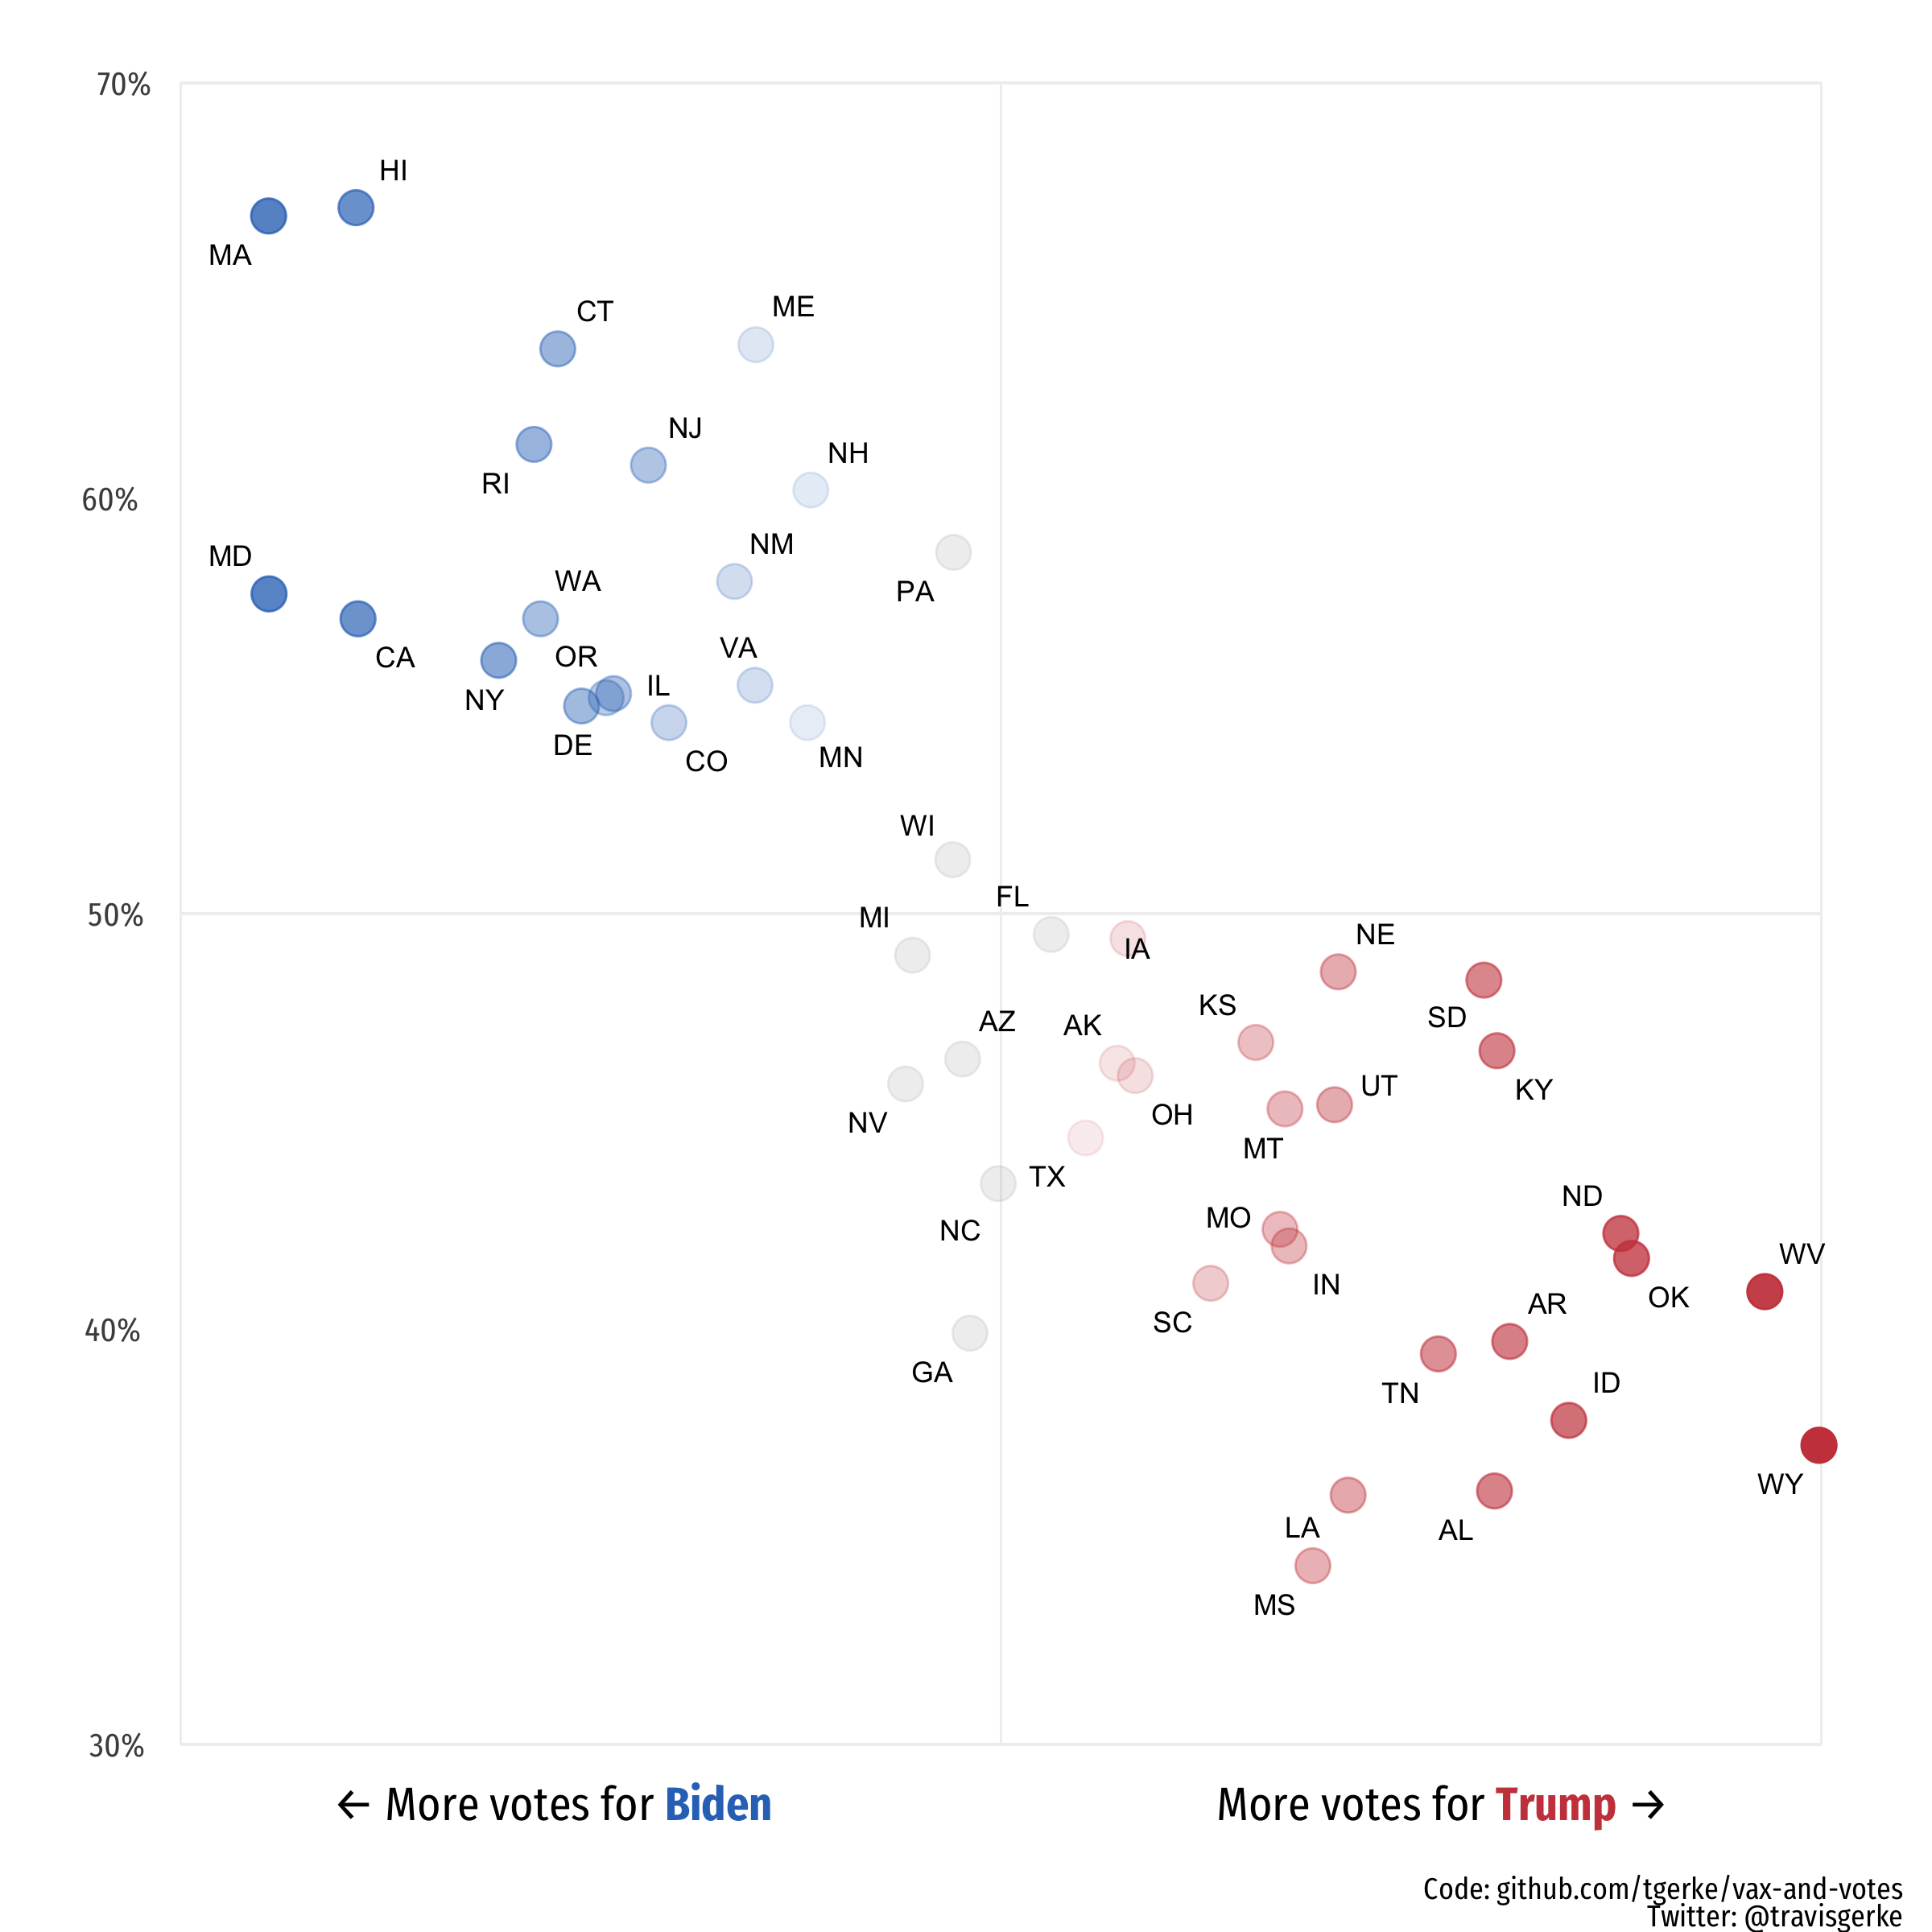 70%
HI
MA
ME
CT
NJ
NH
RI
60%
NM
MD
WA
PA
VA
OR
CA
IL
NY
DE
MN
CO
WI
FL
50%
MI
NE
IA
KS
SD
AZ
AK
UT
KY
OH
NV
MT
TX
ND
MO
NC
WV
IN
OK
AR
SC
40%
GA
ID
TN
WY
LA
AL
MS
30%
← More votes for Biden
More votes for Trump →
Code: github.com/tgerke/vax-and-votes
Twitter: @travisgerke